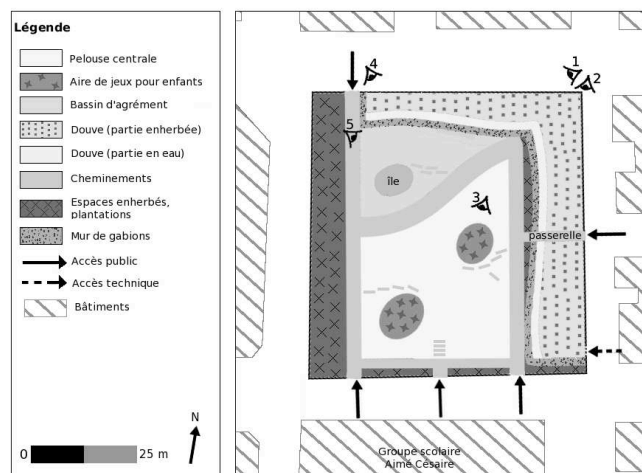 Légende
Pelouse centrale
Aire de jeux pour enfants
Bassin d'agrément
Douve (partie enherbée)
Douve (partie en eau)
Cheminements
Espaces enherbés,
plantations
Mur de gabions
Accès public
Accès technique
Bâtiments
N
0 25 m
1
2
4
5
île
3
passerelle
Groupe scolaire
Aimé Césaire